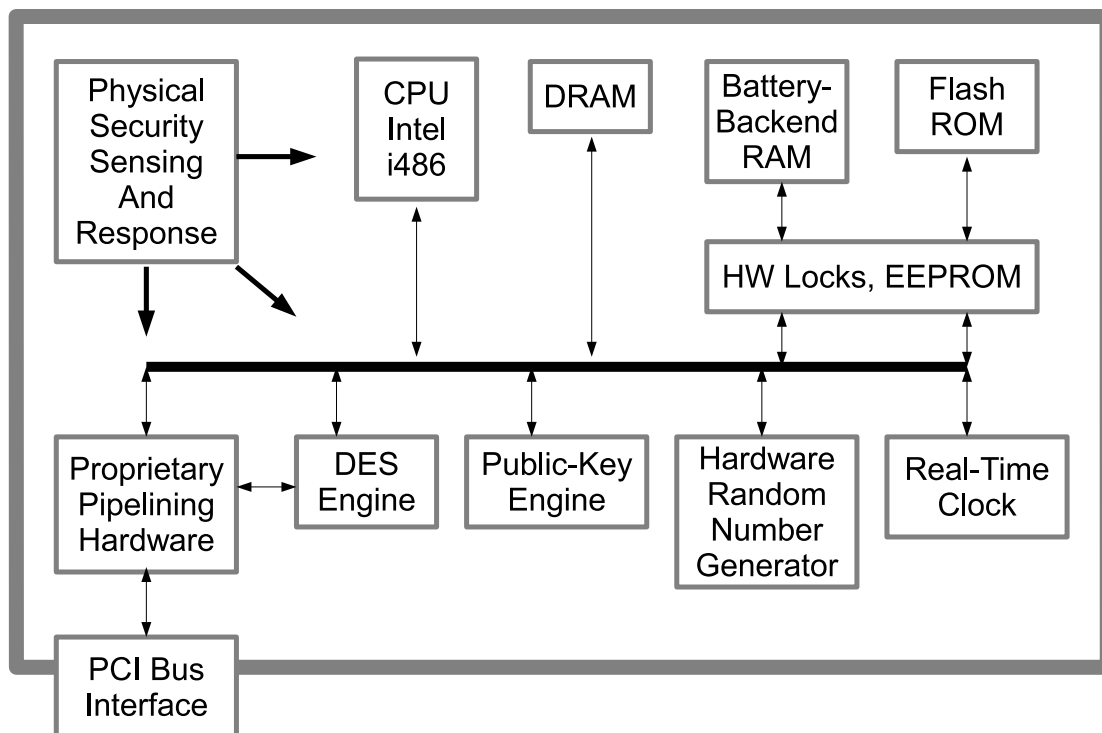 Physical
Security
Sensing
And
Response
CPU
Intel
i486
DRAM
Battery-
Backend
RAM
Flash
ROM
HW Locks, EEPROM
Proprietary
Pipelining
Hardware
DES
Engine
Public-Key
Engine
Hardware
Random
Number
Generator
Real-Time
Clock
PCI Bus
Interface